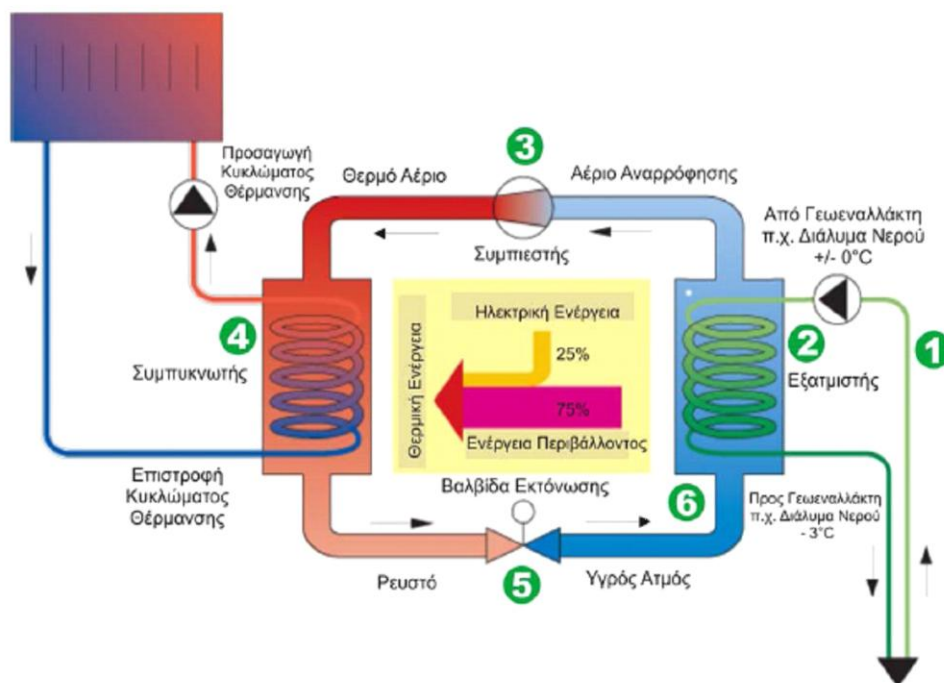 Προσαγωγή
Κυκλώματος
Θέρμανσης
Θερμό Αέριο
3
Αέριο Αναρρόφησης
Συμπιεστής
Από Γεωεναλλάκτη
π.χ. Διάλυμα Νερού
+/- 0°C
4
Συμπυκνωτής
Θερμική Ενέργεια
Ηλεκτρική Ενέργεια
25%
75%
Ενέργεια Περιβάλλοντος
2
Εξατμιστής
1
Επιστροφή
Κυκλώματος
Θέρμανσης
Βαλβίδα Εκτόνωσης
6
Προς Γεωεναλλάκτη
π.χ. Διάλυμα Νερού
- 3°C
Ρευστό
5
Υγρός Ατμός